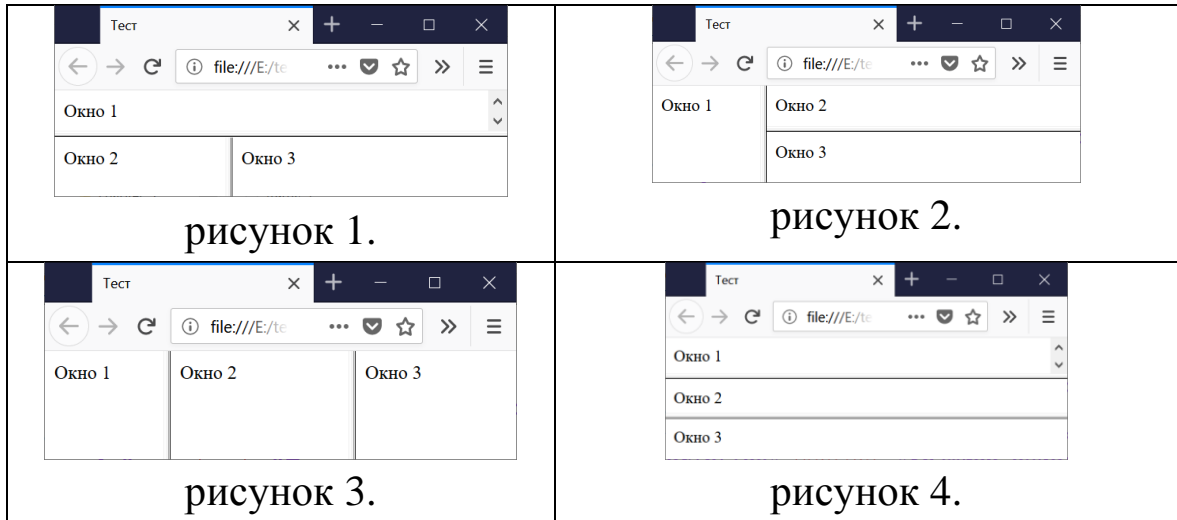 Тест
file:///E:/te
Окно 1
Окно 2 Окно 3
рисунок 1.
Тест
file:///E:/te
Окно 1 Окно 2
Окно 3
рисунок 2.
Тест
file:///E:/te
Окно 1 Окно 2 Окно 3
рисунок 3.
Тест
file:///E:/te
Окно 1
Окно 2
Окно 3
рисунок 4.